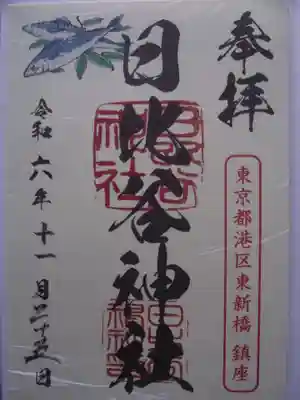 奉拝
東京都港区東新橋 鎮座
日比谷神社
令和六年十一月二十五日